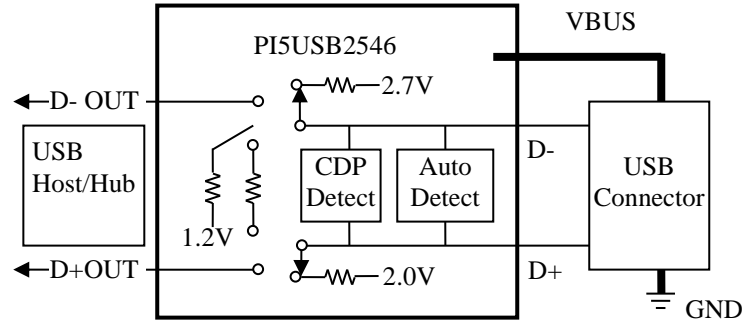 VBUS
PI5USB2546
2.7V
D- OUT
USB
Host/Hub
CDP
Detect
Auto
Detect
D-
USB
Connector
1.2V
D+OUT
2.0V
D+
GND